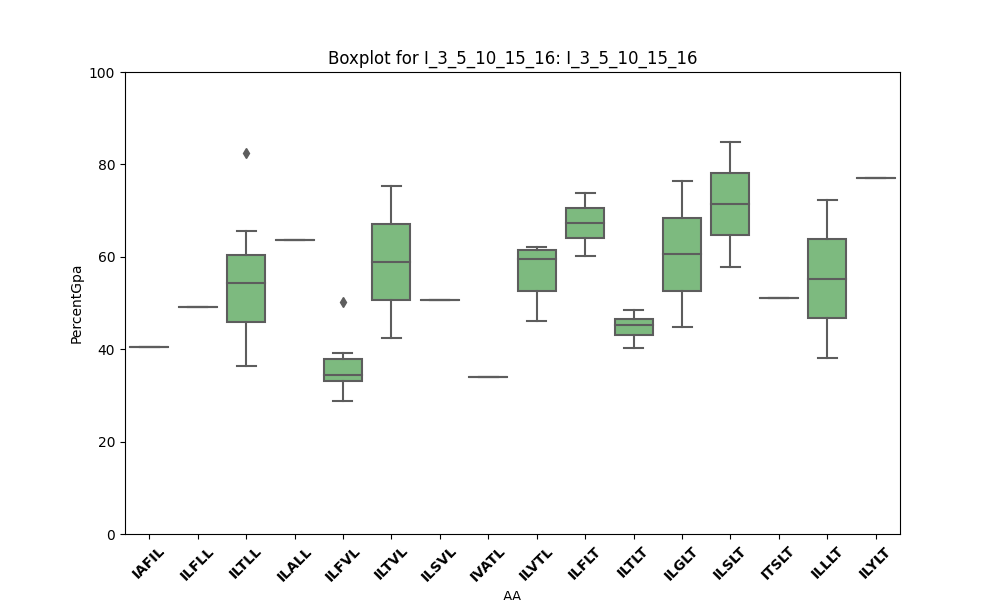 Boxplot for I_3_5_10_15_16: I_3_5_10_15_16
100
80
60
40
20
0
PercentGpa
IAFIL
ILFLL
ILTLL
ILALL
ILFVL
ILTVL
ILSVL
IVATL
ILVTL
ILFLT
ILTLT
ILGLT
ILSLT
ITSLT
ILLLT
ILYLT
AA